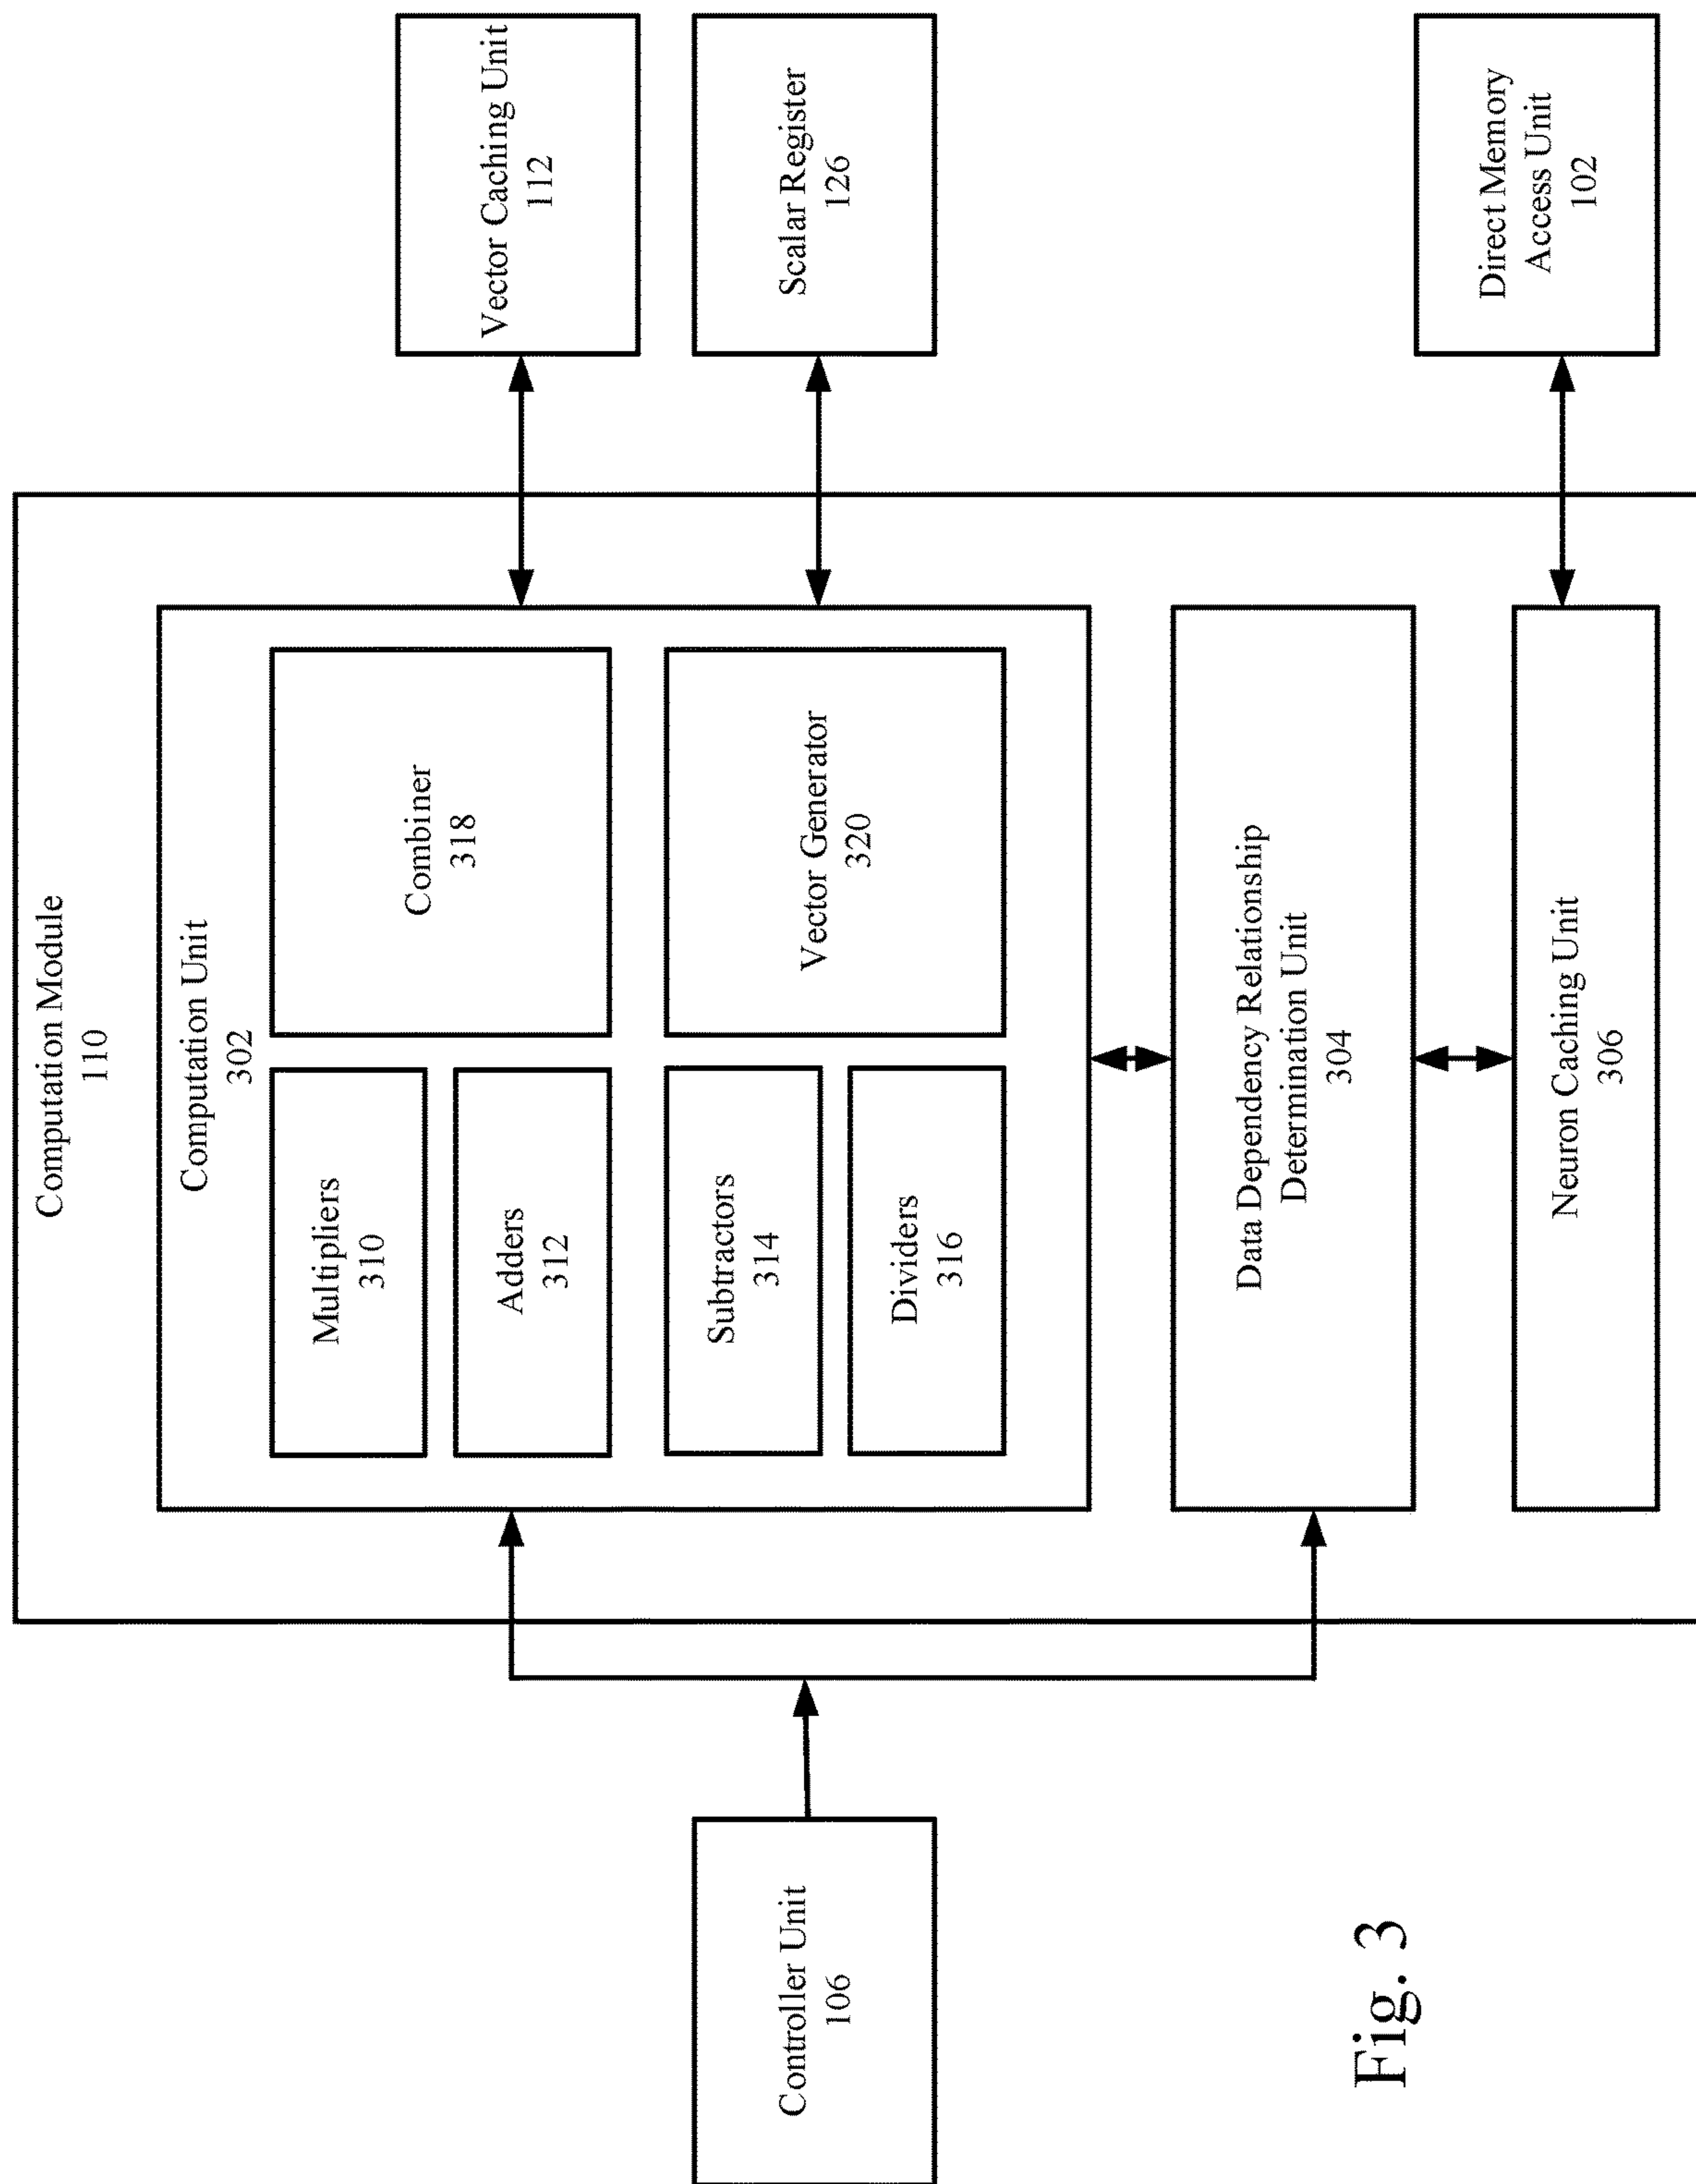 Computation Module
110
Computation Unit
302
Multipliers
310
Adders
312
Subtractors
314
Dividers
316
Combiner
318
Vector Generator
320
Data Dependency Relationship
Determination Unit
304
Neuron Caching Unit
306
Controller Unit
106
Vector Caching Unit
112
Scalar Register
126
Direct Memory
Access Unit
102
Fig. 3